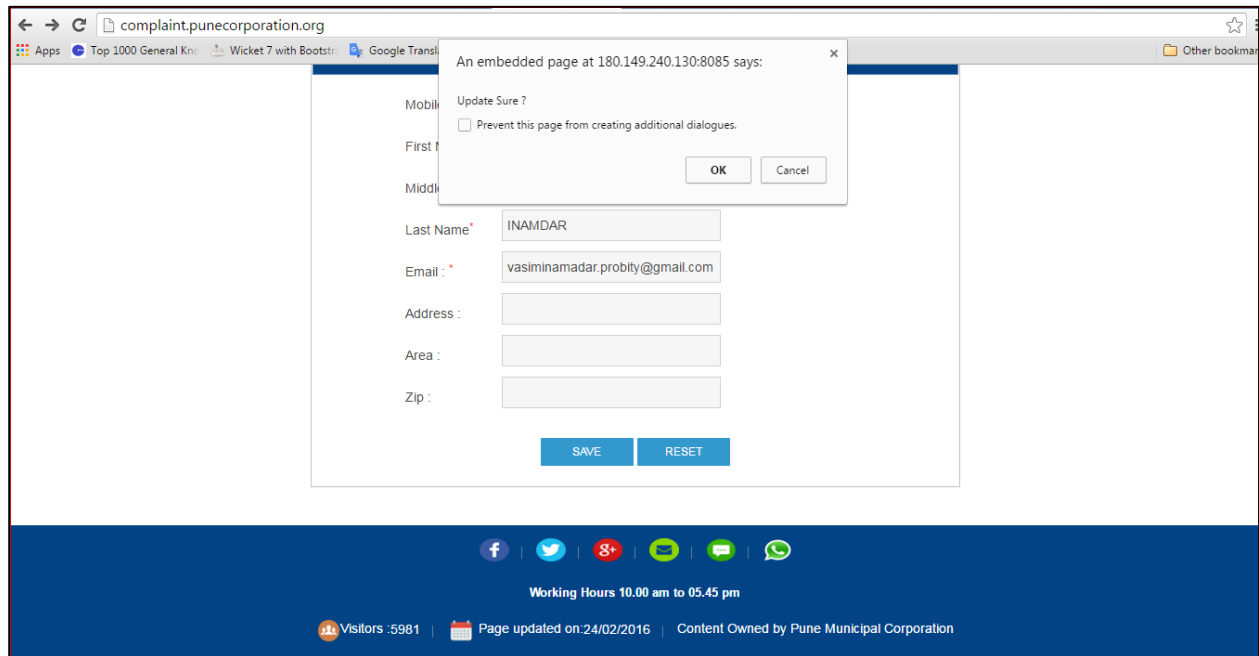 complaint.punecorporation.org
Apps Top 1000 General Kno Wicket 7 with Bootstr Google Transl Other bookmar
An embedded page at 180.149.240.130:8085 says:
Update Sure ?
Prevent this page from creating additional dialogues.
OK Cancel
Mobil
First
Middl
Last Name* INAMDAR
Email : * vasiminamadar.probity@gmail.com
Address :
Area :
Zip :
SAVE RESET
f | | 8+ | | |
Working Hours 10.00 am to 05.45 pm
Visitors :5981 | Page updated on:24/02/2016 | Content Owned by Pune Municipal Corporation